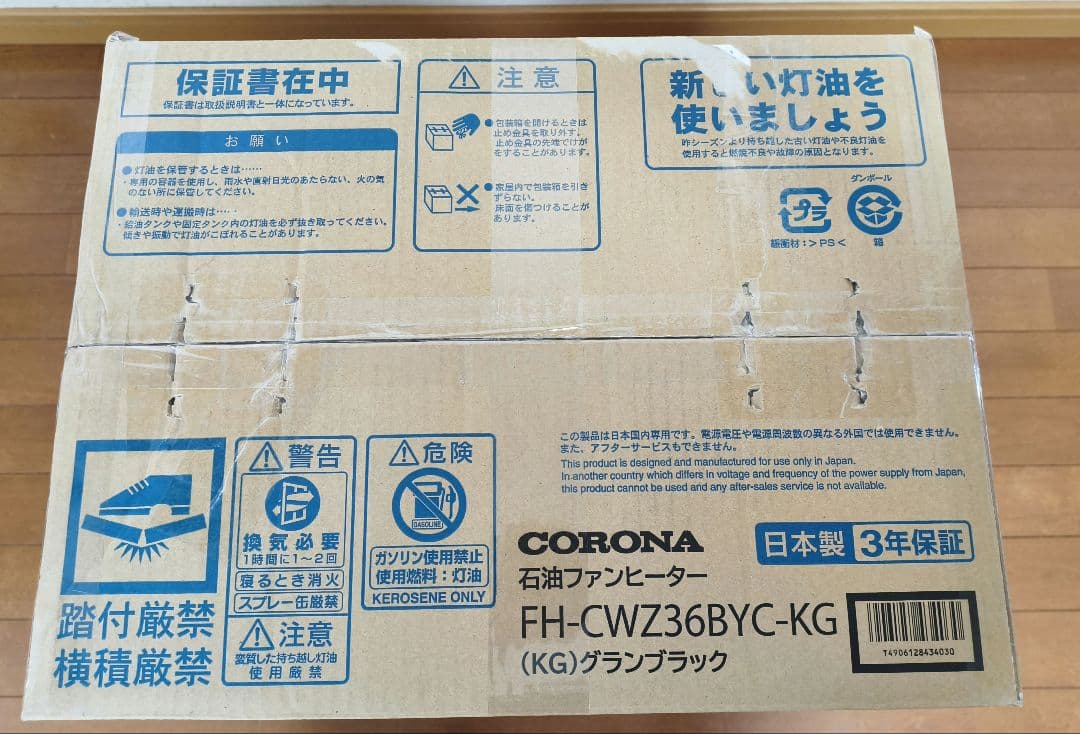 保証書在中
保証書は取扱説明書と一体になっています。
お願い
●灯油を保管するときは……
・専用の容器を使用し、雨水や直射日光のあたらない、火の気
のない所に保管してください。
●輸送時や運搬時は‥‥
・給油タンクや固定タンク内の灯油を必ず抜き取ってください。
傾きや振動で灯油がこぼれることがあります。
注意
●包装箱を開けるときは
止め金具を取り外す。
止め金具の先端でけが
をすることがあります。
●家屋内で包装箱を引き
ずらない。
床面を傷つけることが
あります。
新しい灯油を
使いましょう
昨シーズンより持ち越した古い灯油や不良灯油を
使用すると燃焼不良や故障の原因となります。
プラ
緩衝材:>PS<
ダンボール
箱
踏付厳禁
横積厳禁
警告
換気必要
1時間に1～2回
寝るとき消火
スプレー缶厳禁
注意
変質した持ち越し灯油
使用厳禁
危険
GASOLINE
ガソリン使用禁止
使用燃料:灯油
KEROSENE ONLY
この製品は日本国内専用です。電源電圧や電源周波数の異なる外国では使用できません。
また、アフターサービスもできません。
This product is designed and manufactured for use only in Japan.
In another country which differs in voltage and frequency of the power supply from Japan,
this product cannot be used and any after-sales service is not available.
CORONA
日本製 3年保証
石油ファンヒーター
FH-CWZ36BYC-KG
(KG)グランブラック
T4906128434030